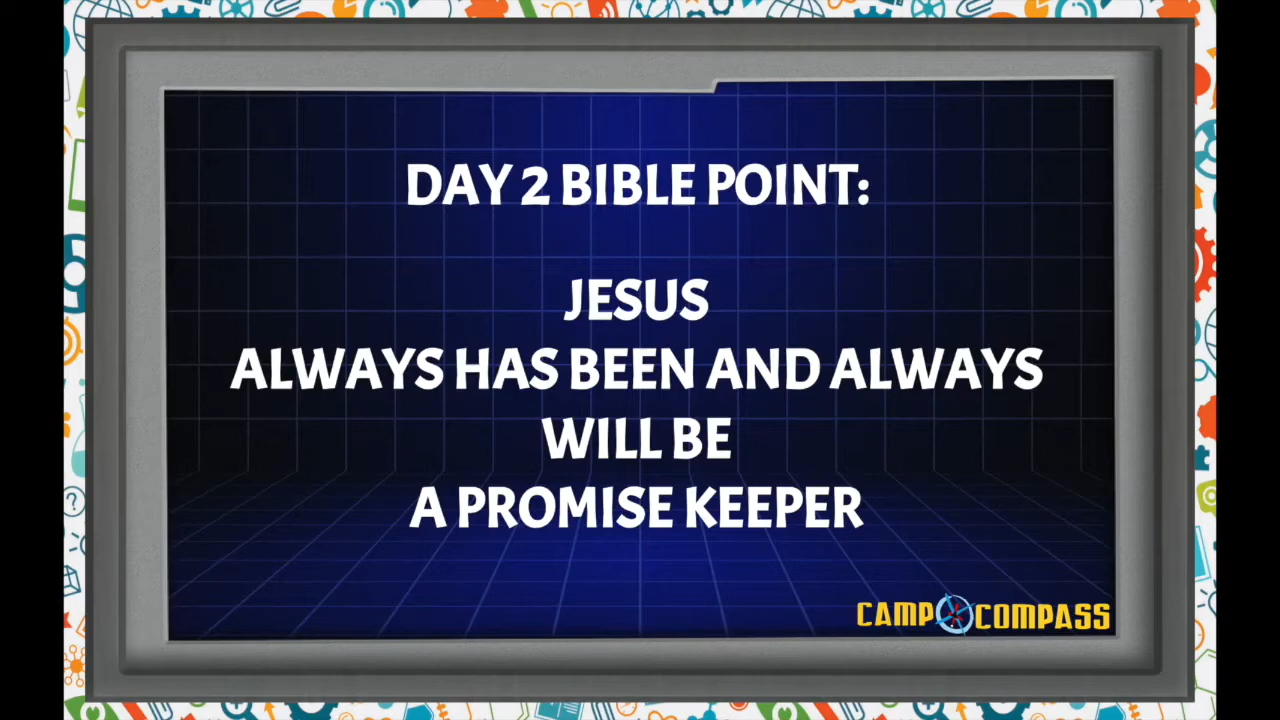 DAY 2 BIBLE POINT:
JESUS
ALWAYS HAS BEEN AND ALWAYS
WILL BE
A PROMISE KEEPER
CAMP COMPASS